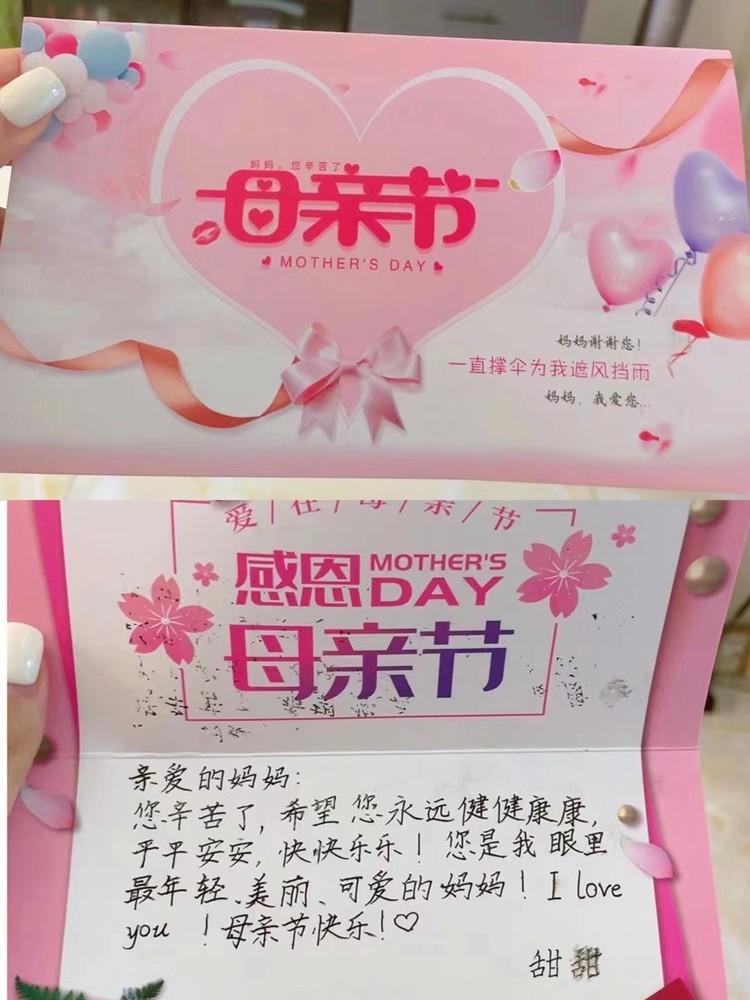 妈妈，您辛苦了
母亲节
MOTHER'S DAY
妈妈谢谢您！
一直撑伞为我遮风挡雨
妈妈、我爱您...
爱/在/母/亲/节
感恩 MOTHER'S DAY
母亲节
亲爱的妈妈:
您辛苦了,希望您永远健健康康,
平平安安,快快乐乐！您是我眼里
最年轻、美丽、可爱的妈妈！I love
you ！母亲节快乐！♡
甜甜